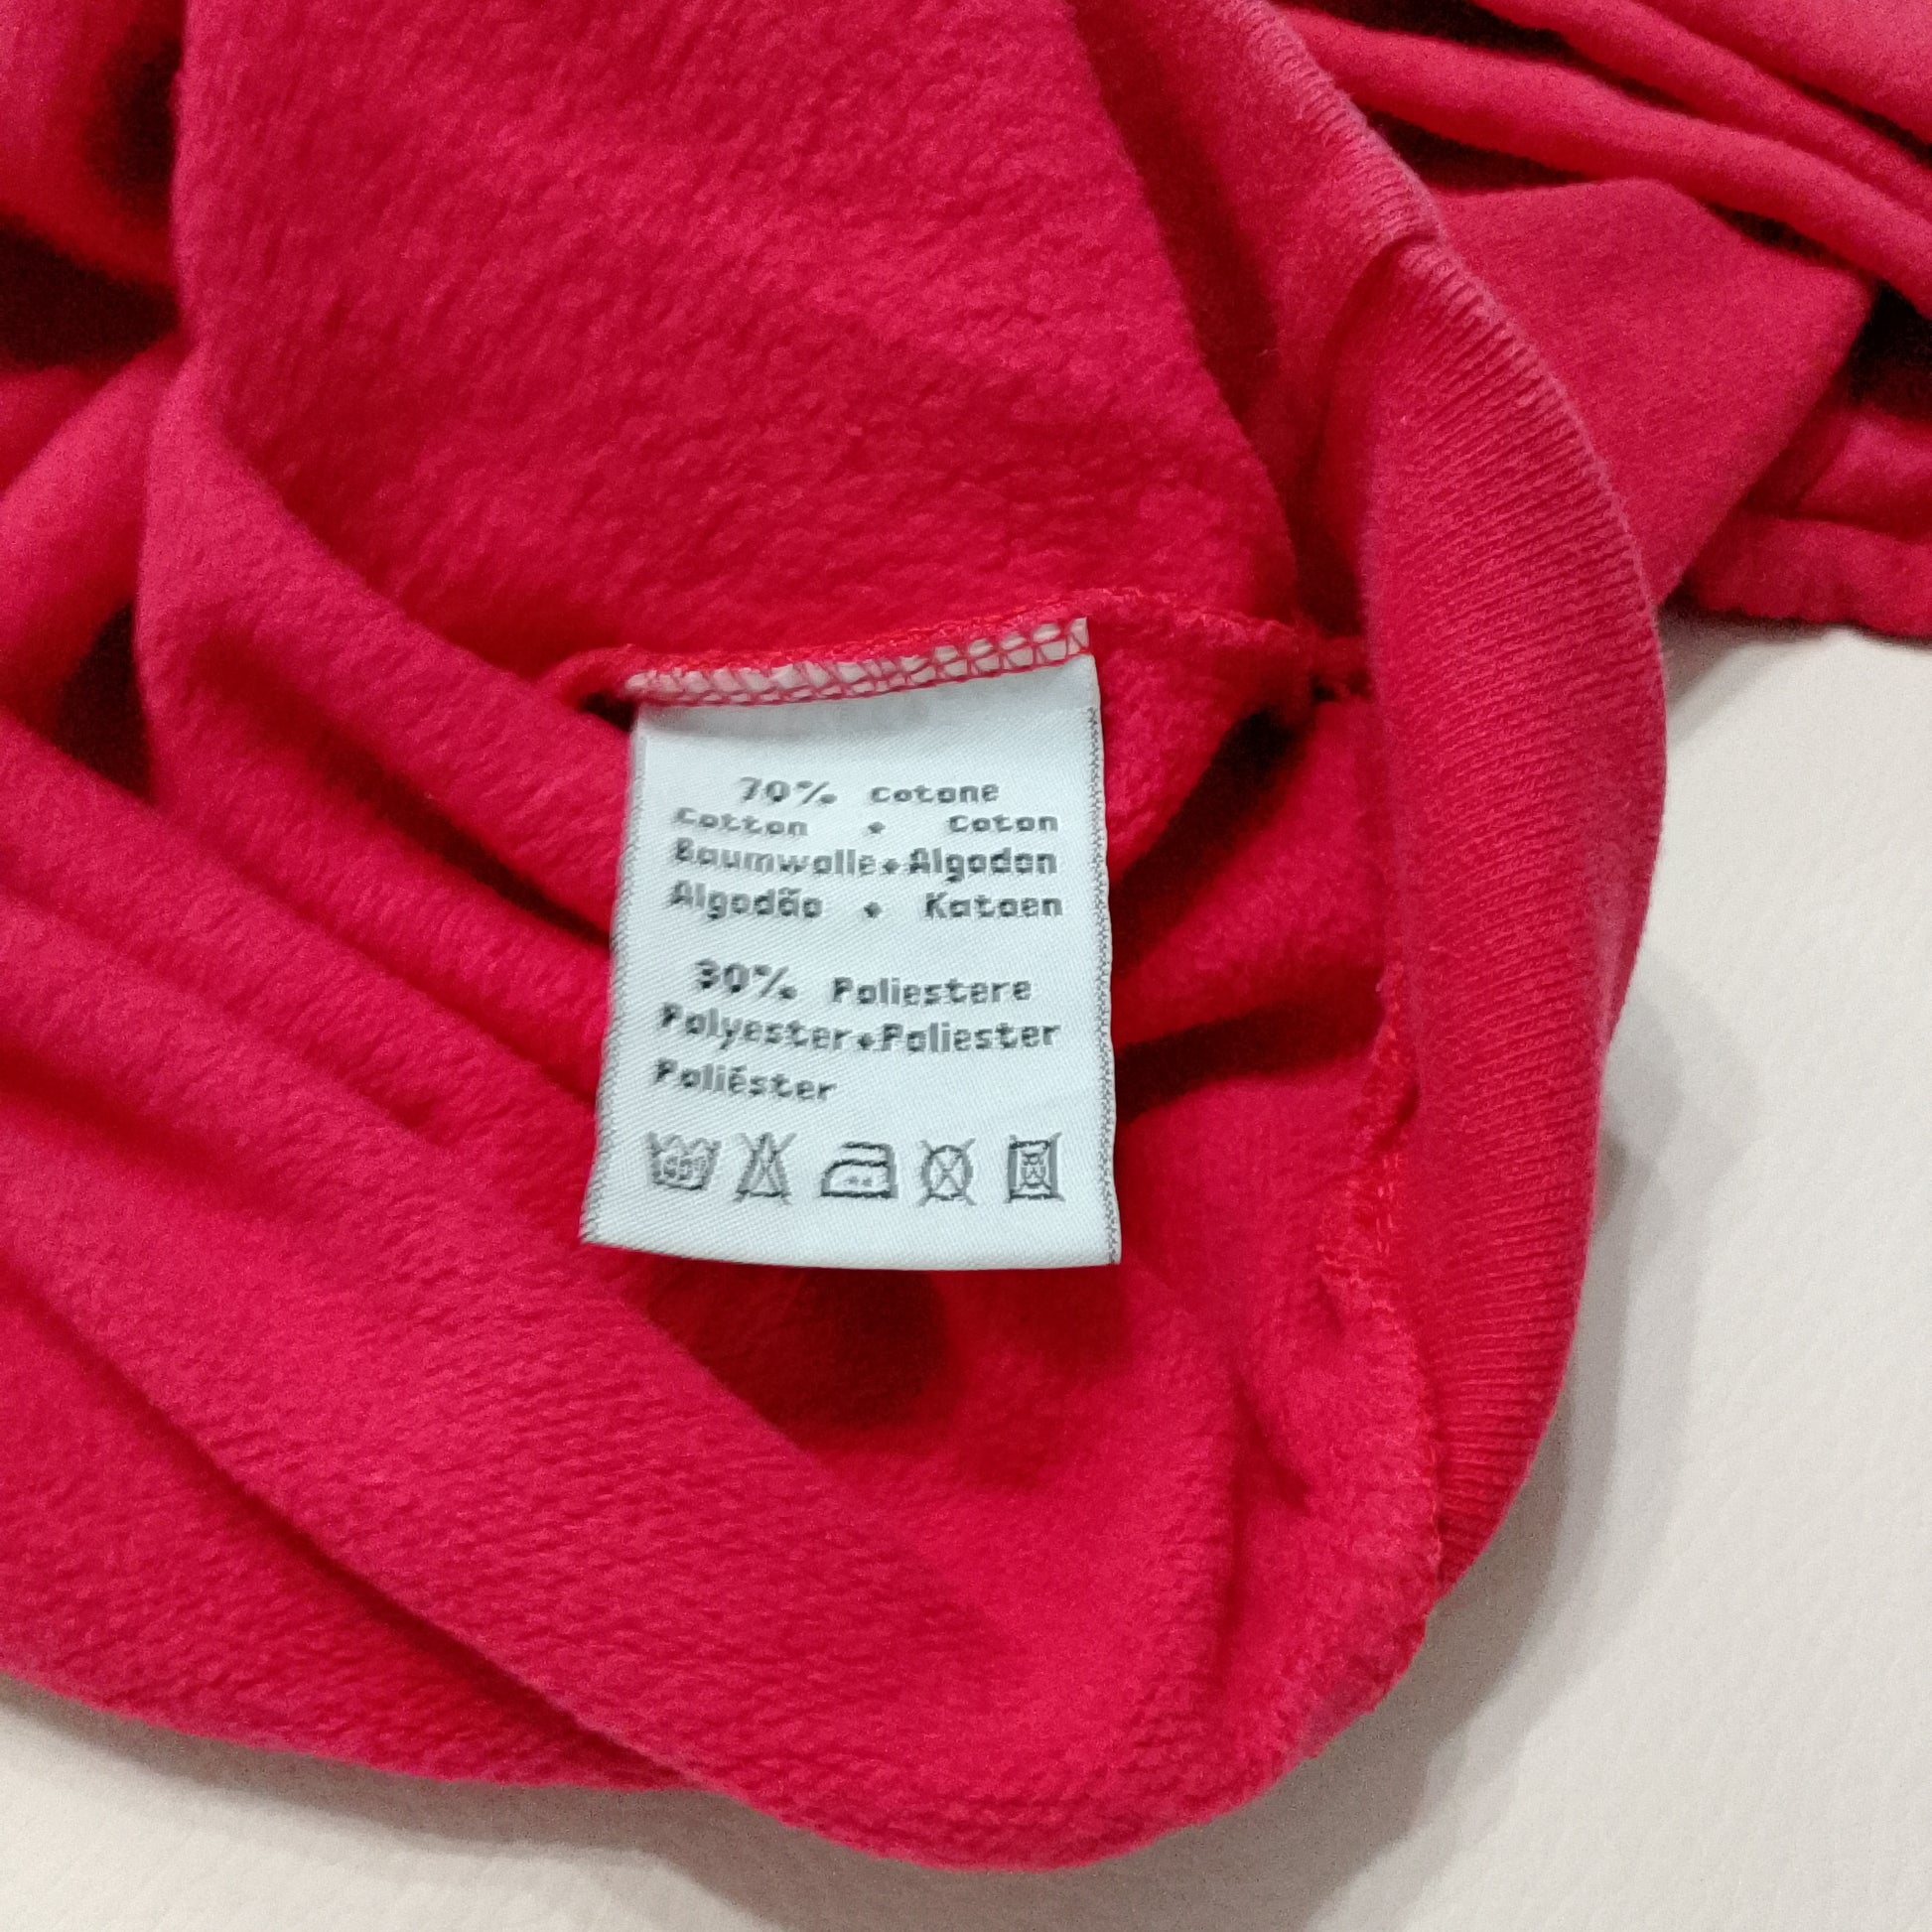 70% cotone
Cotton • Coton
Baumwolle•Algodon
Algodão • Katoen
30% Poliestere
Polyester•Poliester
Poliéster